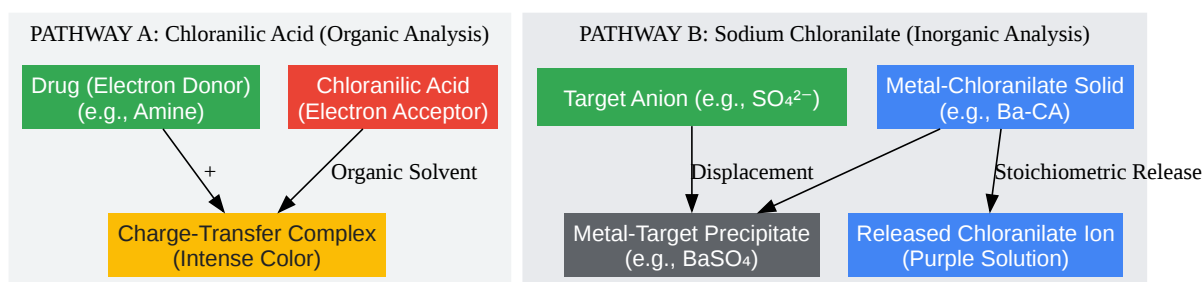 PATHWAY A: Chloranilic Acid (Organic Analysis)
Drug (Electron Donor)
(e.g., Amine)
Chloranilic Acid
(Electron Acceptor)
+
Organic Solvent
Charge-Transfer Complex
(Intense Color)
PATHWAY B: Sodium Chloranilate (Inorganic Analysis)
Target Anion (e.g., SO₄²⁻)
Metal-Chloranilate Solid
(e.g., Ba-CA)
Displacement
Stoichiometric Release
Metal-Target Precipitate
(e.g., BaSO₄)
Released Chloranilate Ion
(Purple Solution)